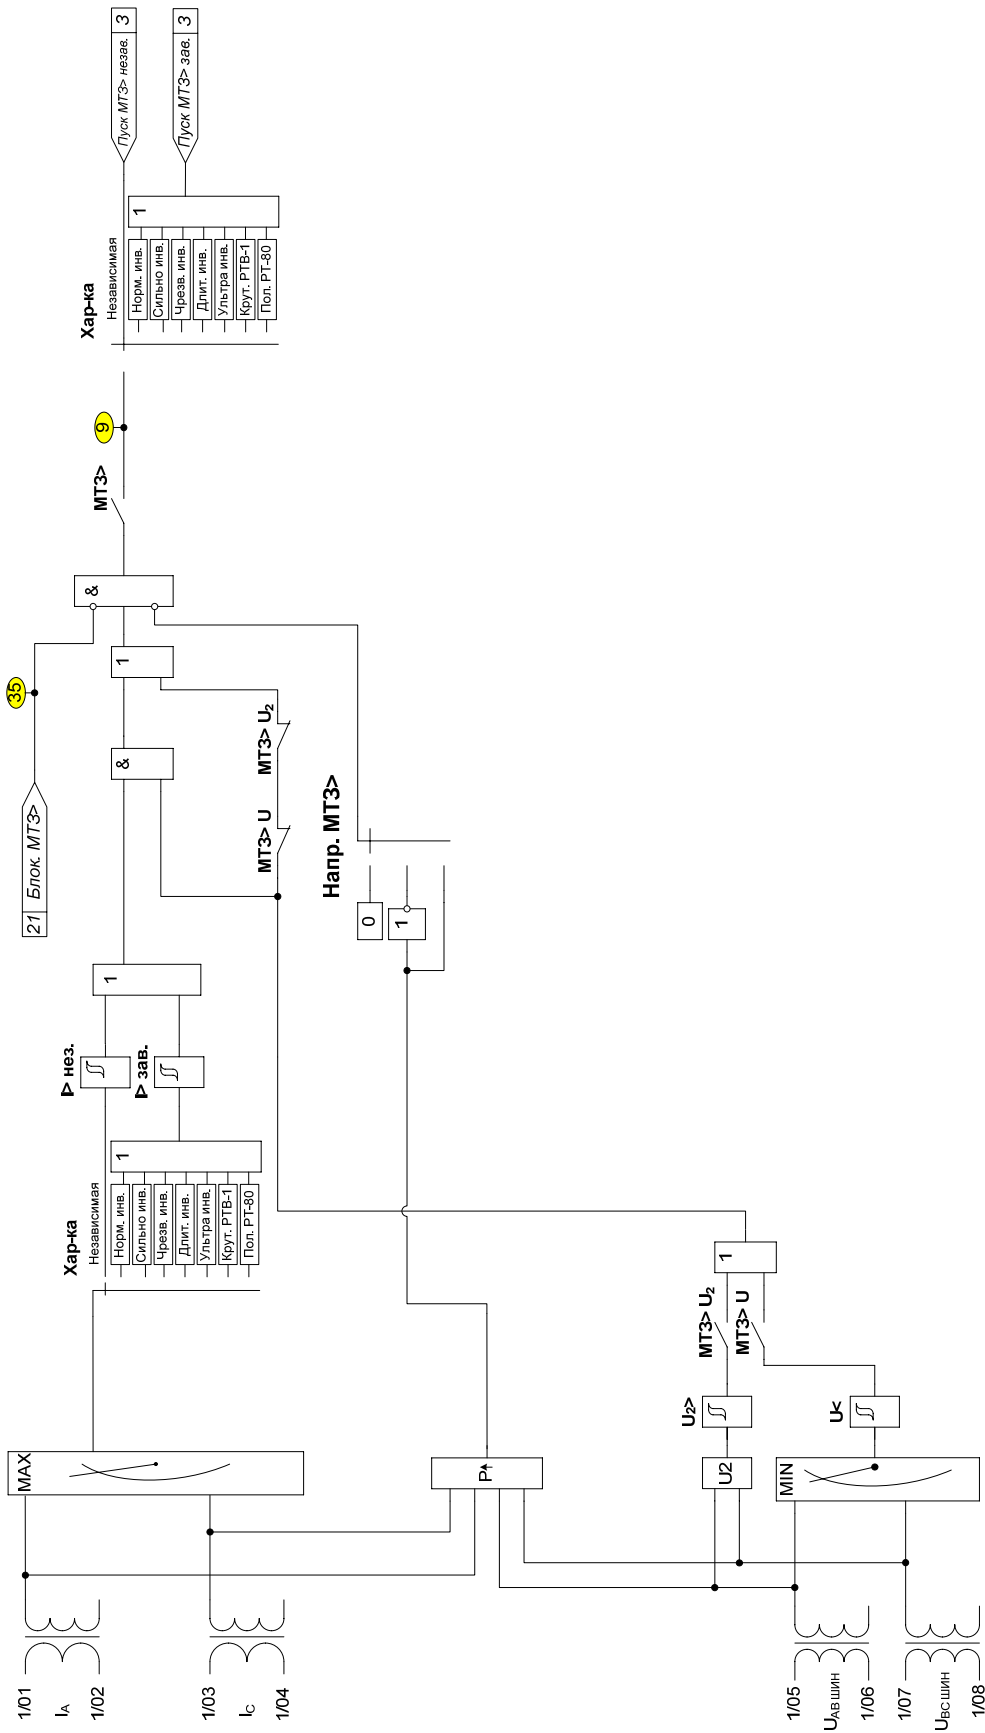 1/01
I_A
1/02
1/03
I_C
1/04
1/05
U_АВ ШИН
1/06
1/07
U_ВС ШИН
1/08
MAX
P
U2
MIN
U₂>
U<
МТЗ> U₂
МТЗ> U
1
Хар-ка
Независимая
Норм. инв.
Сильно инв.
Чрезв. инв.
Длит. инв.
Ультра инв.
Крут. РТВ-1
Пол. РТ-80
1
I> нез.
I> зав.
1
21 Блок. МТЗ>
35
&
МТЗ> U
МТЗ> U₂
Напр. МТЗ>
0
1
1
&
МТЗ>
9
Хар-ка
Независимая
Норм. инв.
Сильно инв.
Чрезв. инв.
Длит. инв.
Ультра инв.
Крут. РТВ-1
Пол. РТ-80
1
Пуск МТЗ> незав. 3
Пуск МТЗ> зав. 3